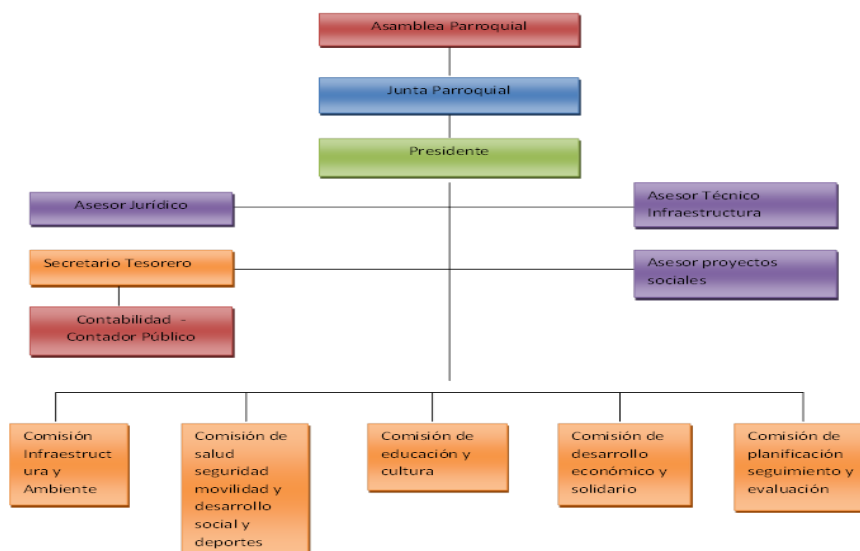 Asamblea Parroquial
Junta Parroquial
Presidente
Asesor Jurídico
Asesor Técnico
Infraestructura
Secretario Tesorero
Asesor proyectos
sociales
Contabilidad -
Contador Público
Comisión
Infraestruct
ura y
Ambiente
Comisión de
salud
seguridad
movilidad y
desarrollo
social y
deportes
Comisión de
educación y
cultura
Comisión de
desarrollo
económico y
solidario
Comisión de
planificación
seguimiento y
evaluación